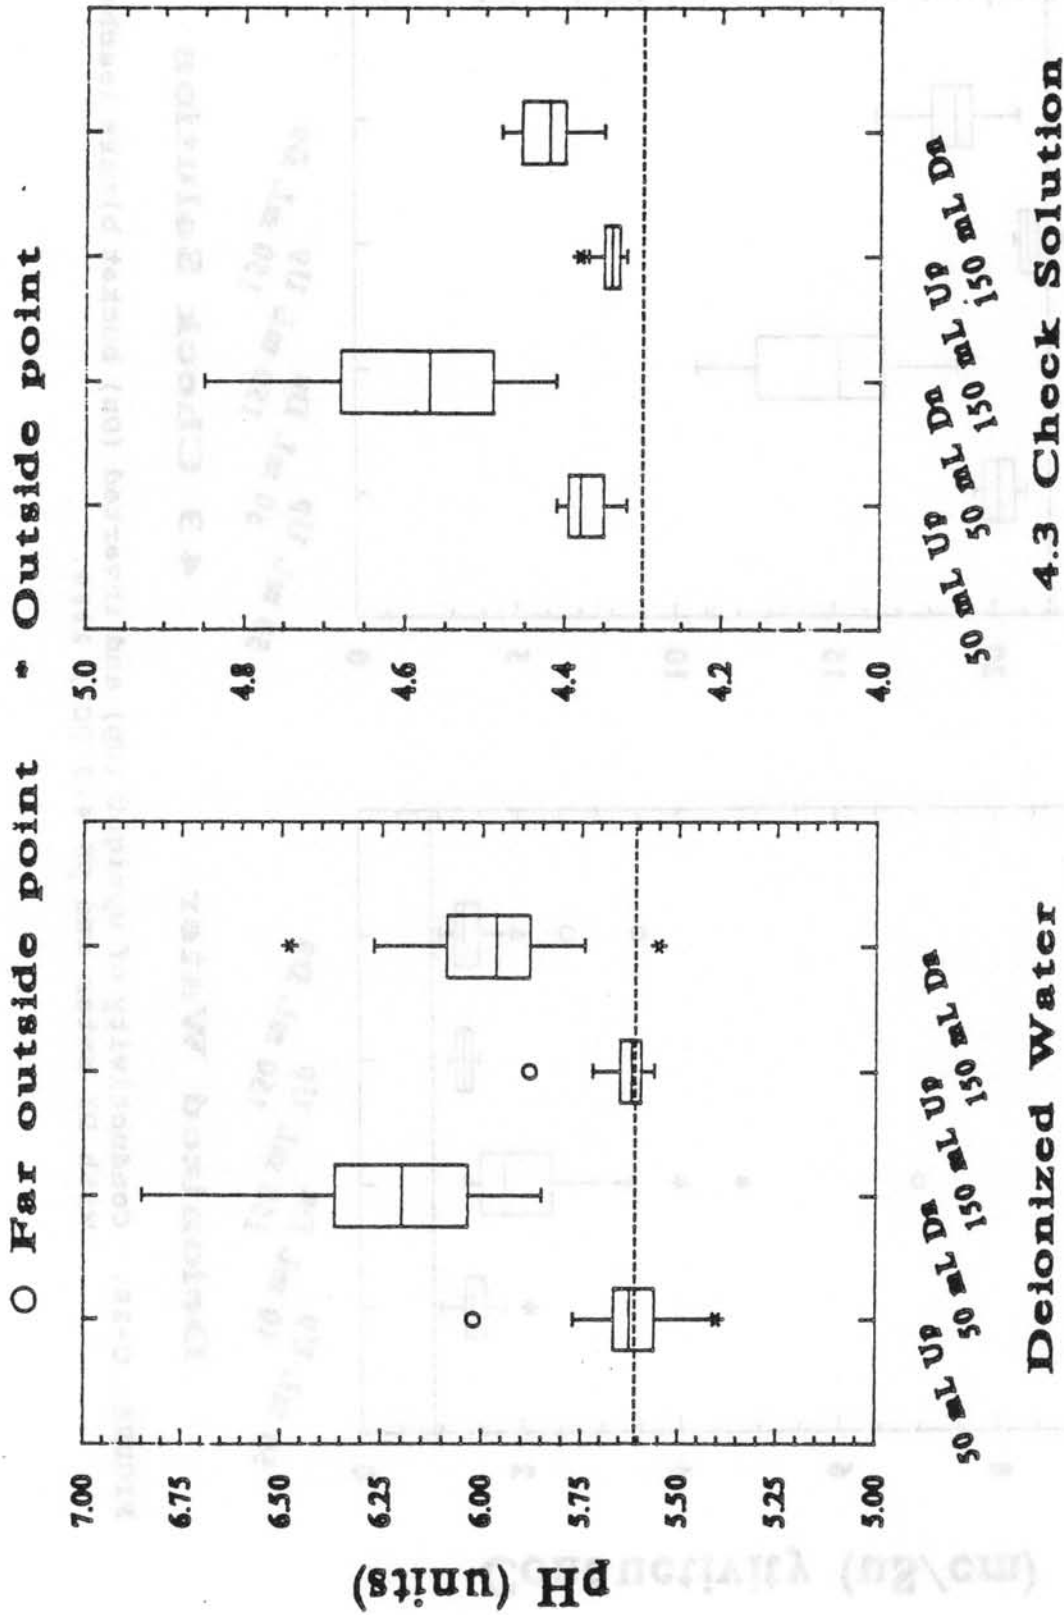 ○ Far outside point * Outside point
pH (units)
7.00
6.75
6.50
6.25
6.00
5.75
5.50
5.25
5.00
50 mL Up
50 mL Dn
150 mL Up
150 mL Dn
Deionized Water
5.0
4.8
4.6
4.4
4.2
4.0
50 mL Up
50 mL Dn
150 mL Up
150 mL Dn
4.3 Check Solution